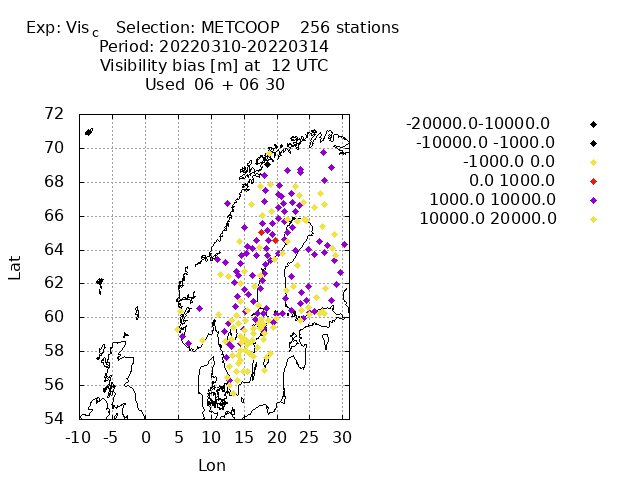 Exp: Vis c Selection: METCOOP 256 stations
Period: 20220310-20220314
Visibility bias [m] at 12 UTC
Used 06 + 06 30
-20000.0-10000.0
-10000.0 -1000.0
-1000.0 0.0
0.0 1000.0
1000.0 10000.0
10000.0 20000.0
72
70
68
66
64
62
60
58
56
54
Lat
-10 -5 0 5 10 15 20 25 30
Lon